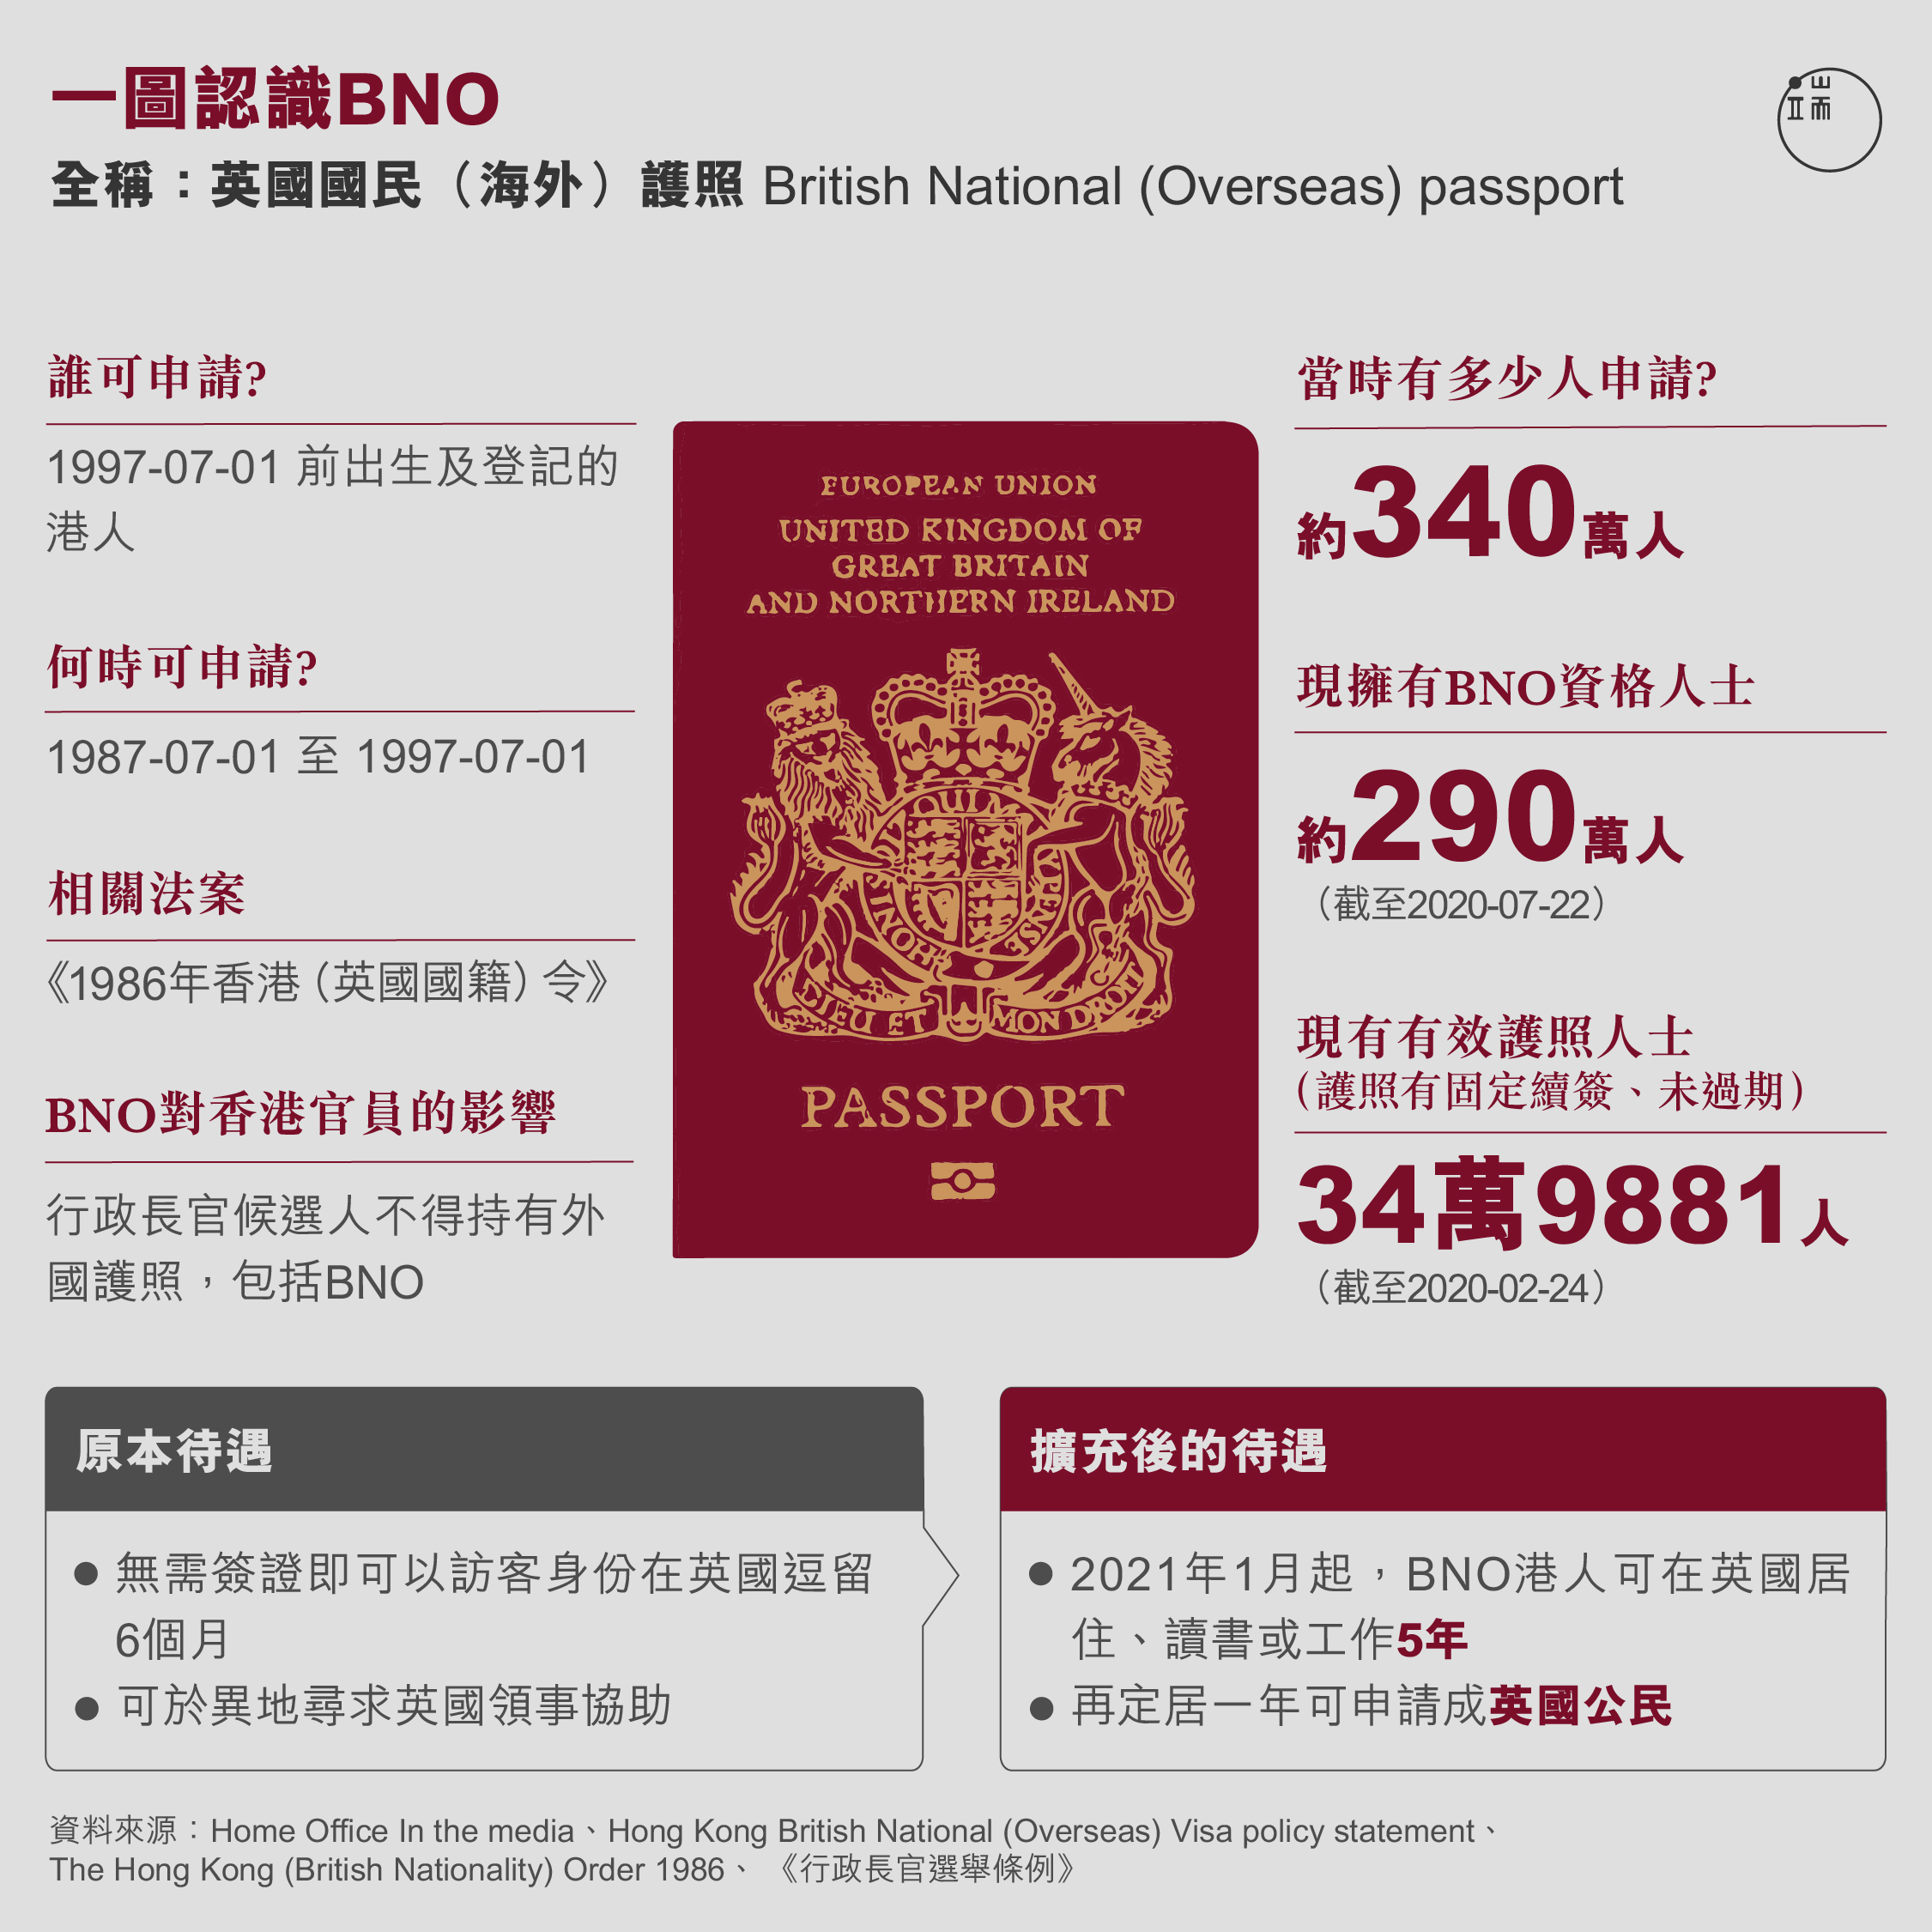 一圖認識BNO
全稱：英國國民（海外）護照 British National (Overseas) passport
端
誰可申請?
1997-07-01 前出生及登記的
港人
何時可申請?
1987-07-01 至 1997-07-01
相關法案
《1986年香港（英國國籍）令》
BNO對香港官員的影響
行政長官候選人不得持有外
國護照，包括BNO
EUROPEAN UNION
UNITED KINGDOM OF
GREAT BRITAIN
AND NORTHERN IRELAND
DIEU ET MON DROIT
PASSPORT
當時有多少人申請?
約340萬人
現擁有BNO資格人士
約290萬人
（截至2020-07-22）
現有有效護照人士
(護照有固定續簽、未過期)
34萬9881人
（截至2020-02-24）
原本待遇
● 無需簽證即可以訪客身份在英國逗留
6個月
● 可於異地尋求英國領事協助
擴充後的待遇
● 2021年1月起，BNO港人可在英國居
住、讀書或工作5年
● 再定居一年可申請成英國公民
資料來源：Home Office In the media、Hong Kong British National (Overseas) Visa policy statement、
The Hong Kong (British Nationality) Order 1986、 《行政長官選舉條例》